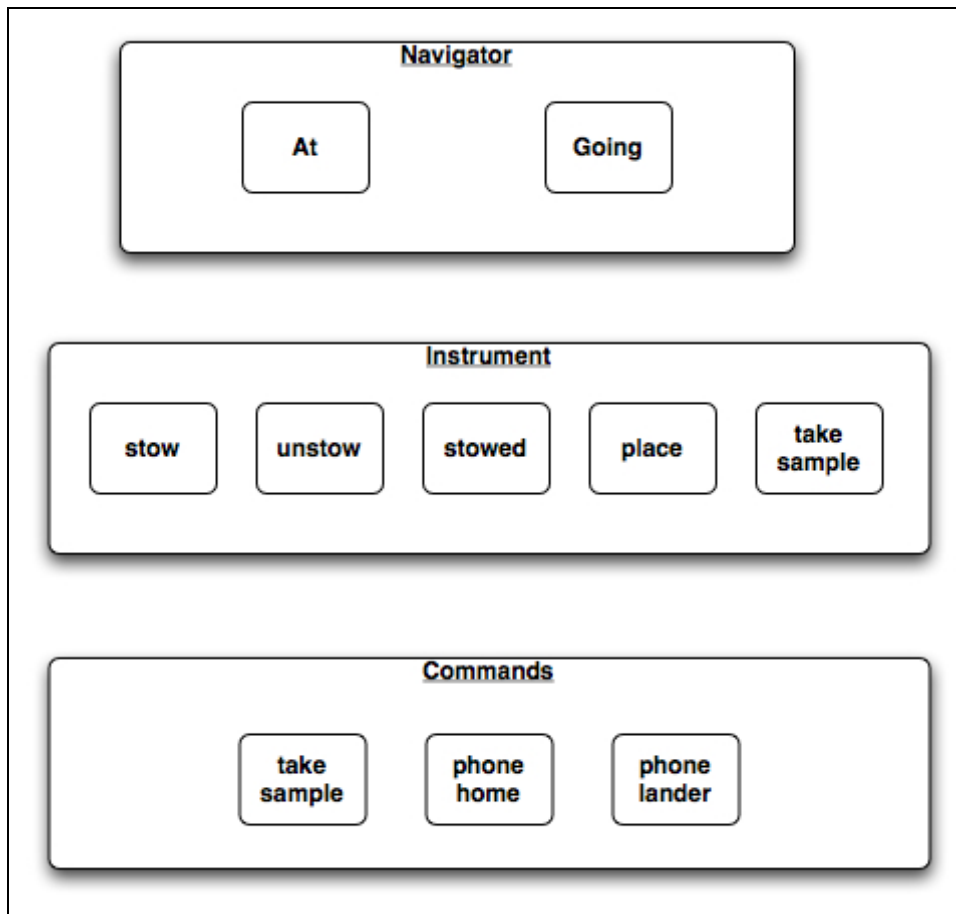 Navigator
At
Going
Instrument
stow
unstow
stowed
place
take
sample
Commands
take
sample
phone
home
phone
lander